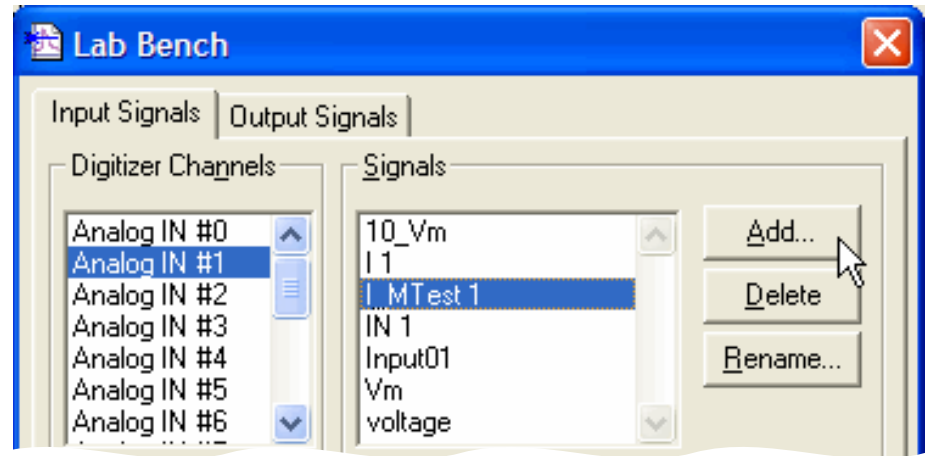 Lab Bench
Input Signals
Output Signals
Digitizer Channels
Analog IN #0
Analog IN #1
Analog IN #2
Analog IN #3
Analog IN #4
Analog IN #5
Analog IN #6
Signals
10_Vm
I 1
I_MTest 1
IN 1
Input01
Vm
voltage
Add...
Delete
Rename...